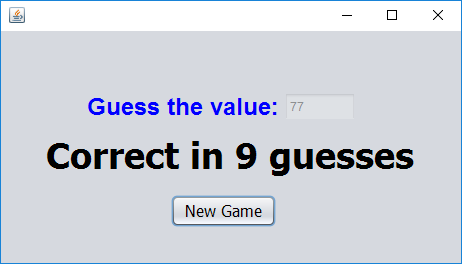 Guess the value: 77
Correct in 9 guesses
New Game